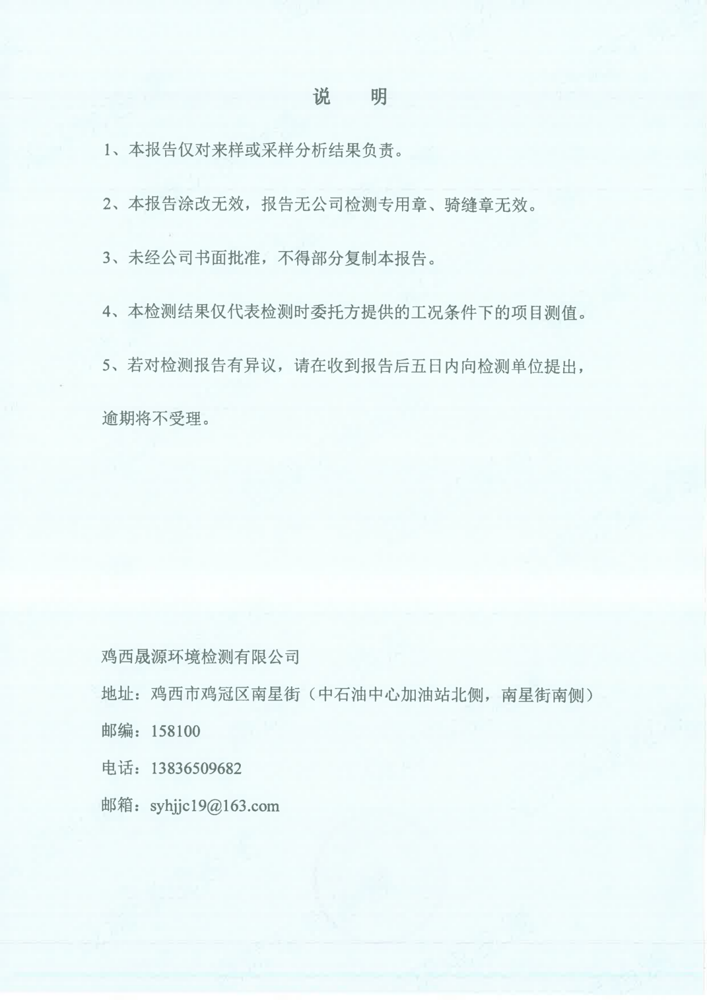 说 明
1、本报告仅对来样或采样分析结果负责。
2、本报告涂改无效，报告无公司检测专用章、骑缝章无效。
3、未经公司书面批准，不得部分复制本报告。
4、本检测结果仅代表检测时委托方提供的工况条件下的项目测值。
5、若对检测报告有异议，请在收到报告后五日内向检测单位提出，
逾期将不受理。
鸡西晟源环境检测有限公司
地址：鸡西市鸡冠区南星街（中石油中心加油站北侧，南星街南侧）
邮编：158100
电话：13836509682
邮箱：syhjjc19@163.com